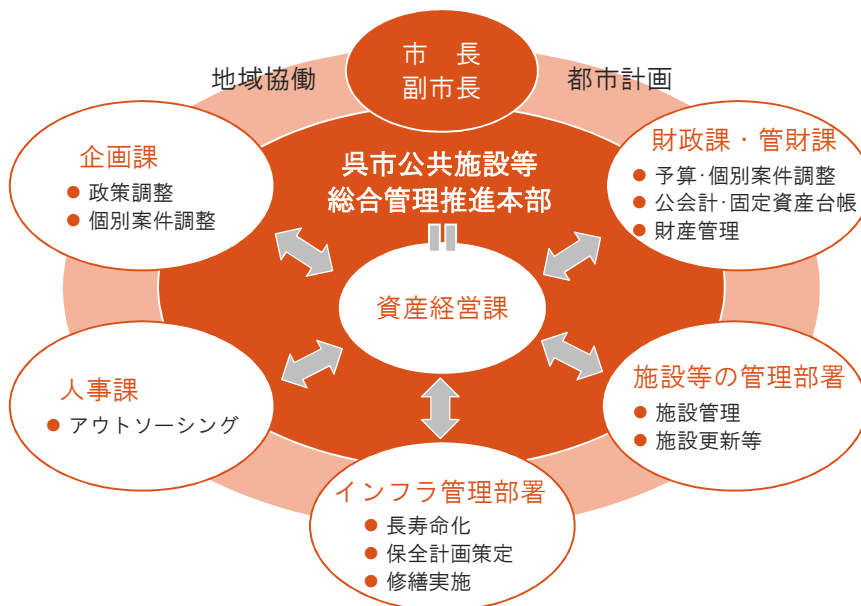 市　長
副市長
地域協働
都市計画
企画課
● 政策調整
● 個別案件調整
呉市公共施設等
総合管理推進本部
財政課・管財課
● 予算･個別案件調整
● 公会計･固定資産台帳
● 財産管理
資産経営課
人事課
● アウトソーシング
施設等の管理部署
● 施設管理
● 施設更新等
インフラ管理部署
● 長寿命化
● 保全計画策定
● 修繕実施